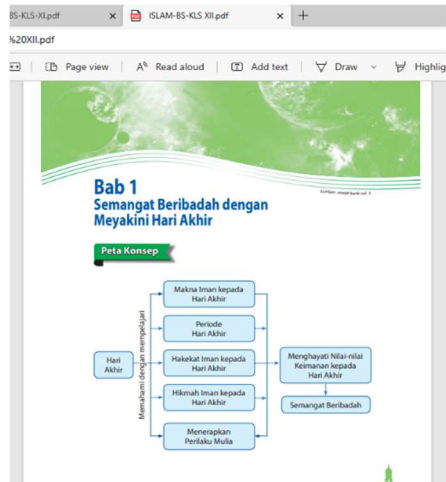 BS-KLS-XI.pdf
ISLAM-BS-KLS XII.pdf
%20XII.pdf
Page view
Read aloud
Add text
Draw
Highlig
Bab 1
Semangat Beribadah dengan
Meyakini Hari Akhir
Peta Konsep
Hari
Akhir
Memahami dengan mempelajari
Makna Iman kepada
Hari Akhir
Periode
Hari Akhir
Hakekat Iman kepada
Hari Akhir
Hikmah Iman kepada
Hari Akhir
Menerapkan
Perilaku Mulia
Menghayati Nilai-nilai
Keimanan kepada
Hari Akhir
Semangat Beribadah